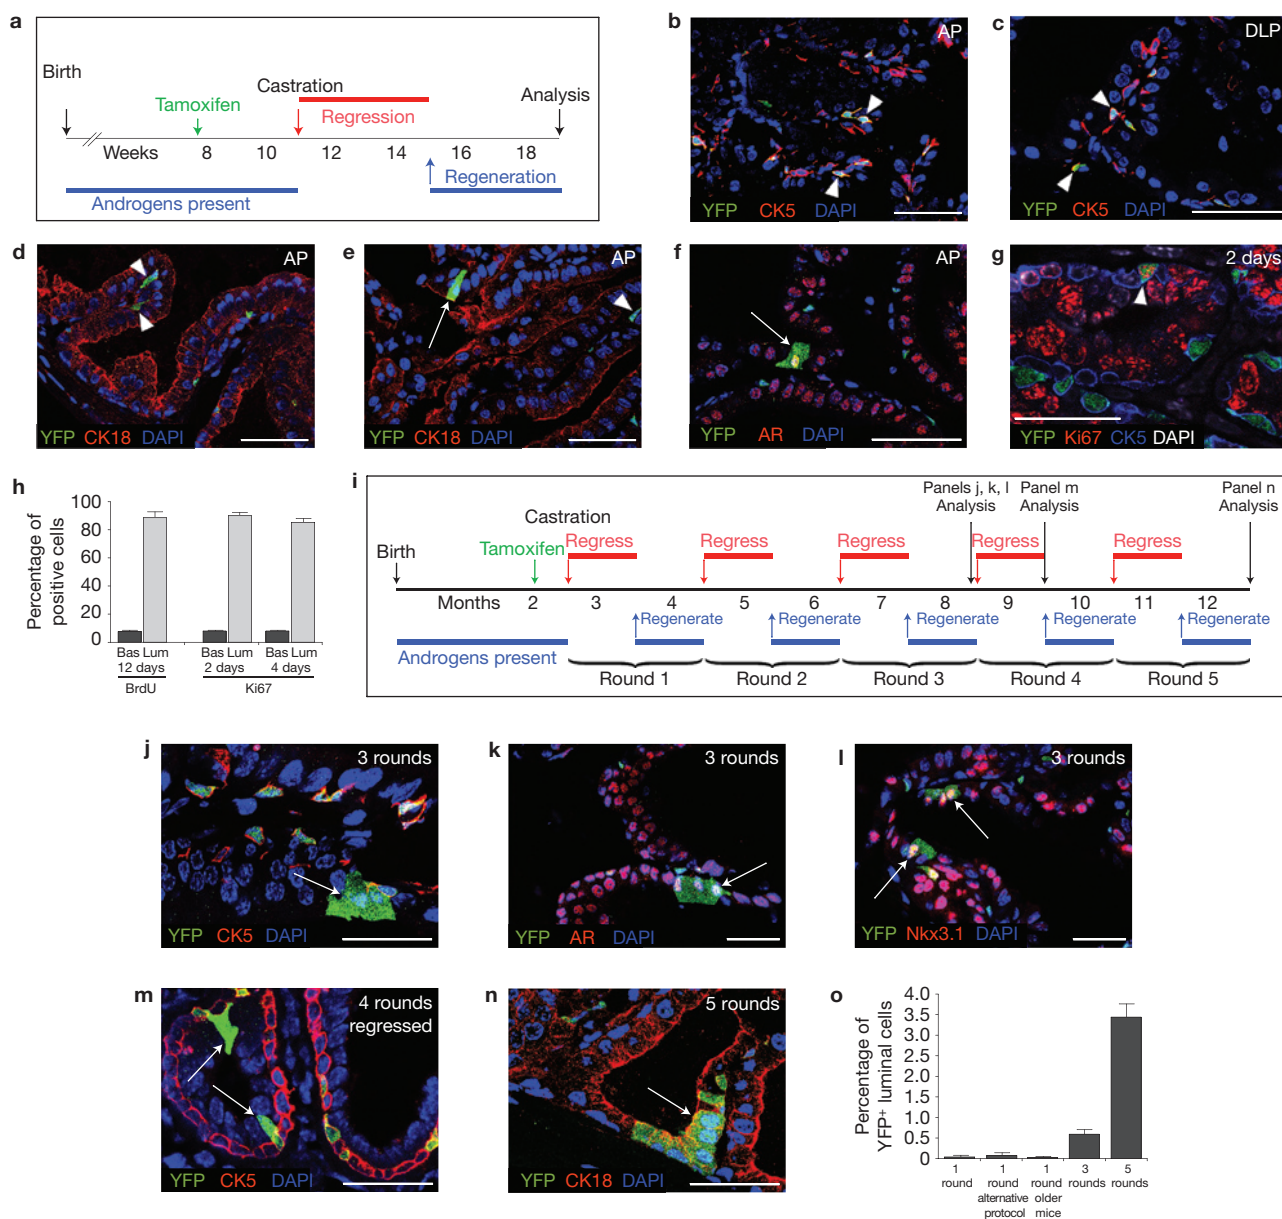 a
Birth
Castration
Analysis
Tamoxifen
Regression
Weeks 8 10 12 14 16 18
Regeneration
Androgens present
b
AP
YFP CK5 DAPI
c
DLP
YFP CK5 DAPI
d
AP
YFP CK18 DAPI
e
AP
YFP CK18 DAPI
f
AP
YFP AR DAPI
g
2 days
YFP Ki67 CK5 DAPI
h
Percentage of
positive cells
100
80
60
40
20
0
Bas Lum Bas Lum Bas Lum
12 days 2 days 4 days
BrdU Ki67
i
Panels j, k, l
Analysis
Panel m
Analysis
Panel n
Analysis
Castration
Birth
Tamoxifen
Regress Regress Regress Regress Regress
Months 2 3 4 5 6 7 8 9 10 11 12
Regenerate Regenerate Regenerate Regenerate Regenerate
Androgens present
Round 1 Round 2 Round 3 Round 4 Round 5
j
3 rounds
YFP CK5 DAPI
k
3 rounds
YFP AR DAPI
l
3 rounds
YFP Nkx3.1 DAPI
m
4 rounds
regressed
YFP CK5 DAPI
n
5 rounds
YFP CK18 DAPI
o
Percentage of
YFP+ luminal cells
4.0
3.5
3.0
2.5
2.0
1.5
1.0
0.5
0
1
round
1
round
alternative
protocol
1
round
older
mice
3
rounds
5
rounds